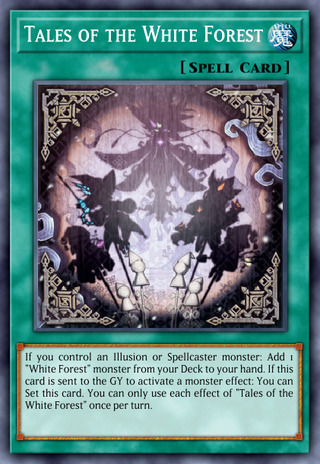 Tales of the White Forest 魔
[Spell Card]
If you control an Illusion or Spellcaster monster: Add 1
"White Forest" monster from your Deck to your hand. If this
card is sent to the GY to activate a monster effect: You can
Set this card. You can only use each effect of "Tales of the
White Forest" once per turn.